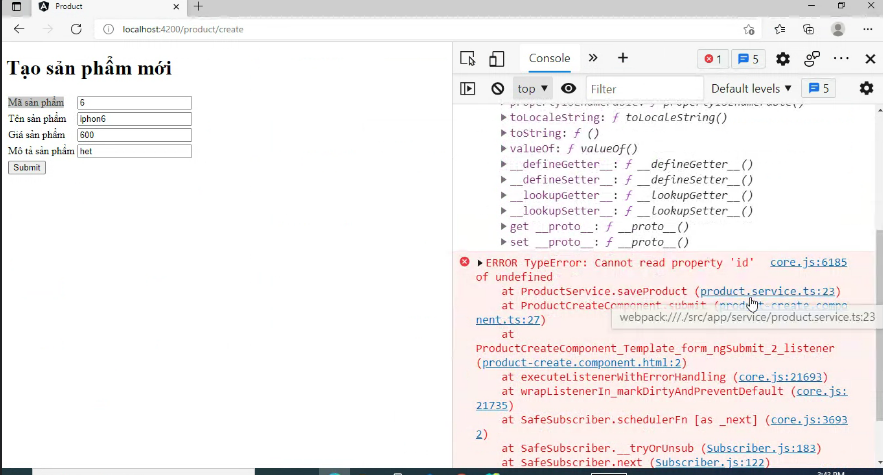 Product
localhost:4200/product/create
Tạo sản phẩm mới
Mã sản phẩm 6
Tên sản phẩm iphon6
Giá sản phẩm 600
Mô tả sản phẩm het
Submit
Console
1
5
top
Filter
Default levels
5
propertyIsEnumerable: ƒ propertyIsEnumerable()
toLocaleString: ƒ toLocaleString()
toString: ƒ ()
valueOf: ƒ valueOf()
__defineGetter__: ƒ __defineGetter__()
__defineSetter__: ƒ __defineSetter__()
__lookupGetter__: ƒ __lookupGetter__()
__lookupSetter__: ƒ __lookupSetter__()
get __proto__: ƒ __proto__()
set __proto__: ƒ __proto__()
ERROR TypeError: Cannot read property 'id' core.js:6185
of undefined
at ProductService.saveProduct (product.service.ts:23)
at ProductCreateComponent.submit (product-create.compo
nent.ts:27)
webpack:///./src/app/service/product.service.ts:23
at
ProductCreateComponent_Template_form_ngSubmit_2_listener
(product-create.component.html:2)
at executeListenerWithErrorHandling (core.js:21693)
at wrapListenerIn_markDirtyAndPreventDefault (core.js:
21735)
at SafeSubscriber.schedulerFn [as _next] (core.js:3693
2)
at SafeSubscriber.__tryOrUnsub (Subscriber.js:183)
at SafeSubscriber.next (Subscriber.js:122)